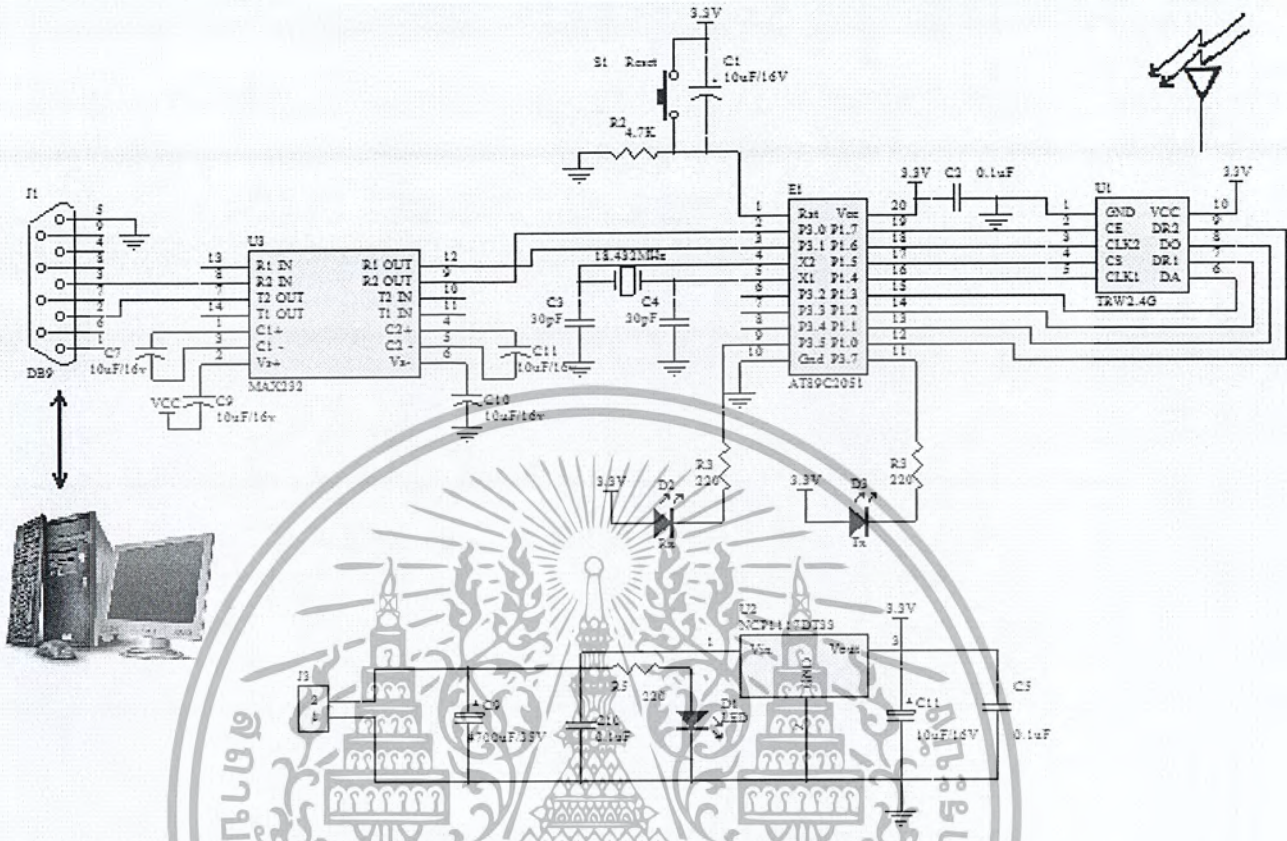 3.3V
S1 Reset
C1
10uF/16V
R2
4.7K
J1
5
9
4
8
3
7
2
6
1
DB9
U3
13
8
7
14
1
3
2
R1 IN
R2 IN
T2 OUT
T1 OUT
C1+
C1 -
Vs+
R1 OUT
R2 OUT
T2 IN
T1 IN
C2+
C2 -
Vs-
12
9
10
11
4
5
6
MAX232
C7
10uF/16v
VCC
C9
10uF/16v
C11
10uF/16v
C10
10uF/16v
18.432MHz
C3
30pF
C4
30pF
E1
1
2
3
4
5
6
7
8
9
10
Rst Vcc
P3.0 P1.7
P3.1 P1.6
X2 P1.5
X1 P1.4
P3.2 P1.3
P3.3 P1.2
P3.4 P1.1
P3.5 P1.0
Gnd P3.7
20
19
18
17
16
15
14
13
12
11
AT89C2051
3.3V
C2 0.1uF
U1
3.3V
1
2
3
4
5
GND VCC
CE DR2
CLK2 DO
CS DR1
CLK1 DA
10
9
8
7
6
TRW2.4G
R3
220
3.3V
D2
Rx
R3
220
3.3V
D3
Tx
U2
NCP1117DT33
1
Vin
Vout
3
GND
2
3.3V
J3
2
1
C9
4700uF/35V
C10
0.1uF
R5
220
D1
LED
C11
10uF/16V
C5
0.1uF